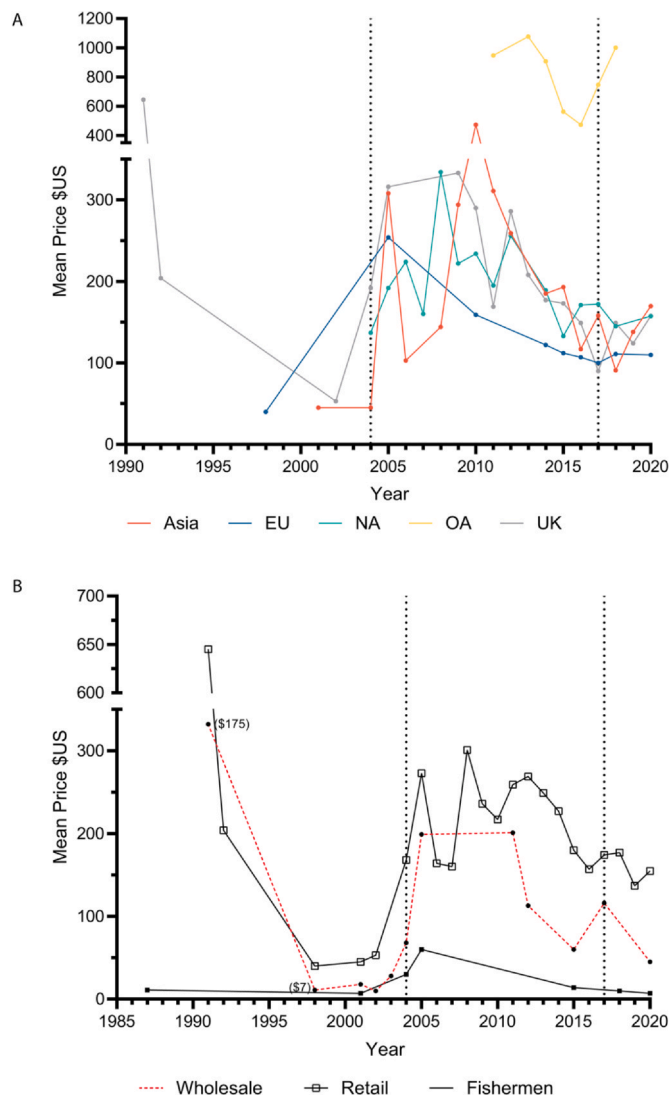 A
1200
1000
800
600
400
300
200
100
0
Mean Price $US
1990 1995 2000 2005 2010 2015 2020
Year
Asia EU NA OA UK
B
700
650
600
300
200
100
0
Mean Price $US
($175)
($7)
1985 1990 1995 2000 2005 2010 2015 2020
Year
Wholesale Retail Fishermen